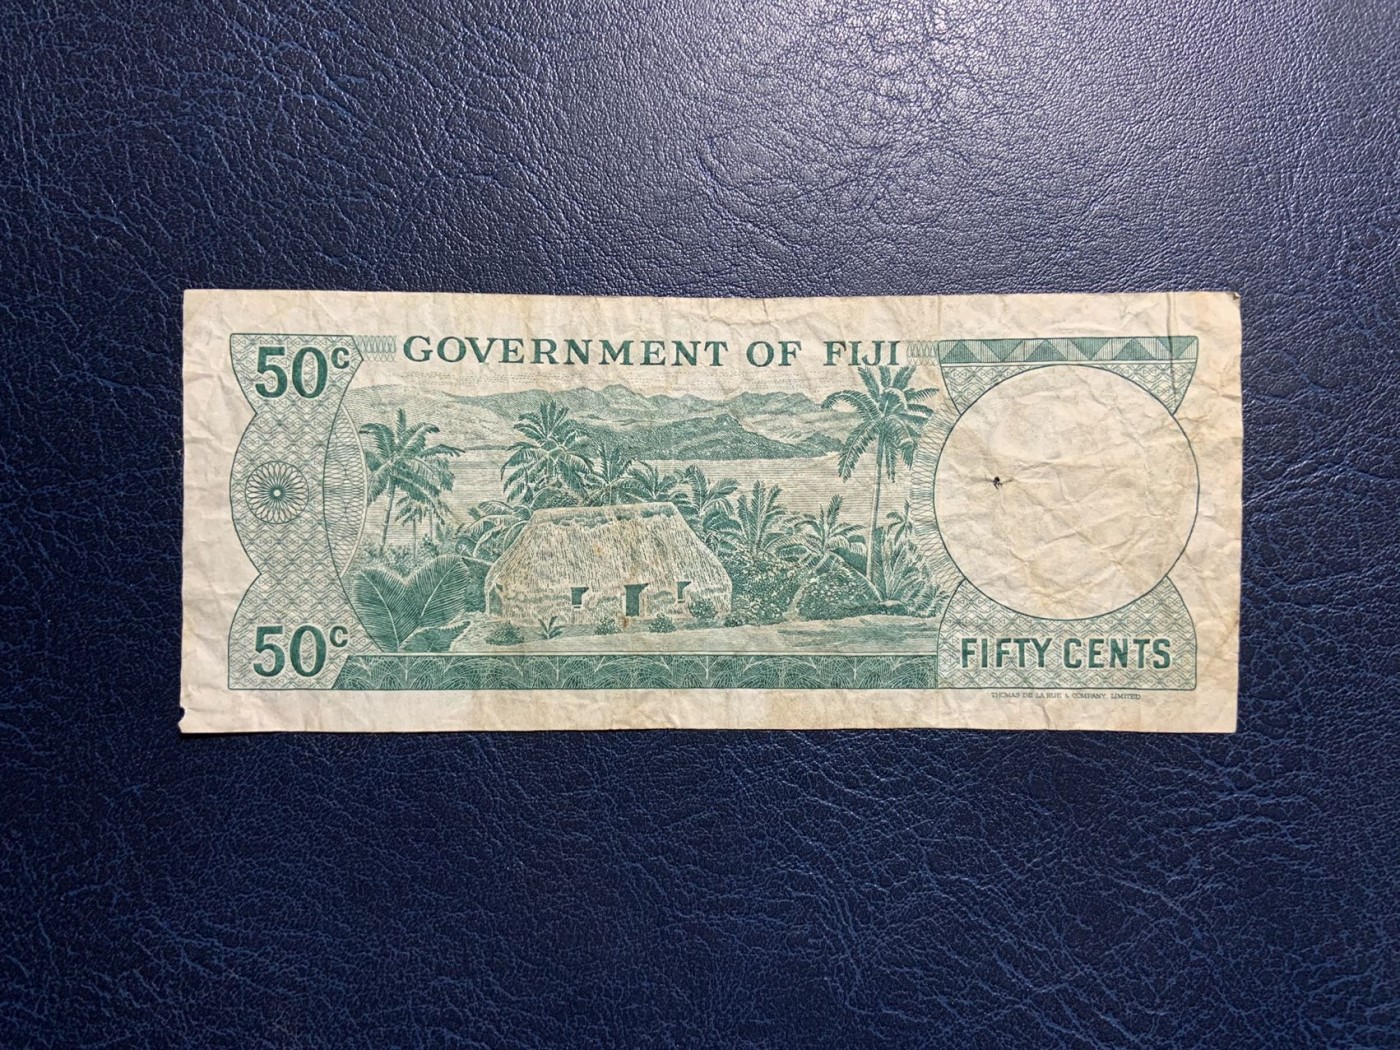 50c
GOVERNMENT OF FIJI
50c
FIFTY CENTS
THOMAS DE LA RUE & COMPANY, LIMITED